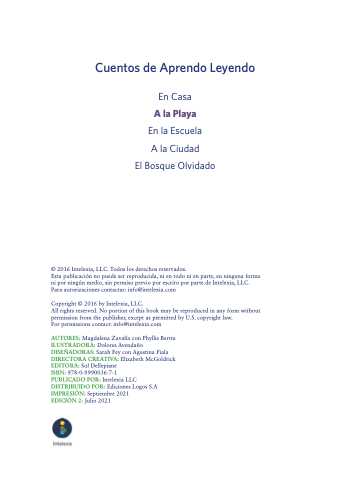 Cuentos de Aprendo Leyendo
En Casa
A la Playa
En la Escuela
A la Ciudad
El Bosque Olvidado
© 2016 Intelexia, LLC. Todos los derechos reservados.
Esta publicación no puede ser reproducida, ni en todo ni en parte, en ninguna forma
ni por ningún medio, sin permiso previo por escrito por parte de Intelexia, LLC.
Para autorizaciones contactar: info@intelexia.com
Copyright © 2016 by Intelexia, LLC.
All rights reserved. No portion of this book may be reproduced in any form without
permission from the publisher, except as permitted by U.S. copyright law.
For permissions contact: info@intelexia.com
AUTORES: Magdalena Zavalía con Phyllis Bertin
ILUSTRADORA: Dolores Avendaño
DISEÑADORAS: Sarah Foy con Agustina Fiala
DIRECTORA CREATIVA: Elizabeth McGoldrick
EDITORA: Sol Dellepiane
ISBN: 978-0-9990036-7-1
PUBLICADO POR: Intelexia LLC
DISTRIBUIDO POR: Ediciones Logos S.A
IMPRESIÓN: Septiembre 2021
EDICIÓN 2: Julio 2021
Intelexia